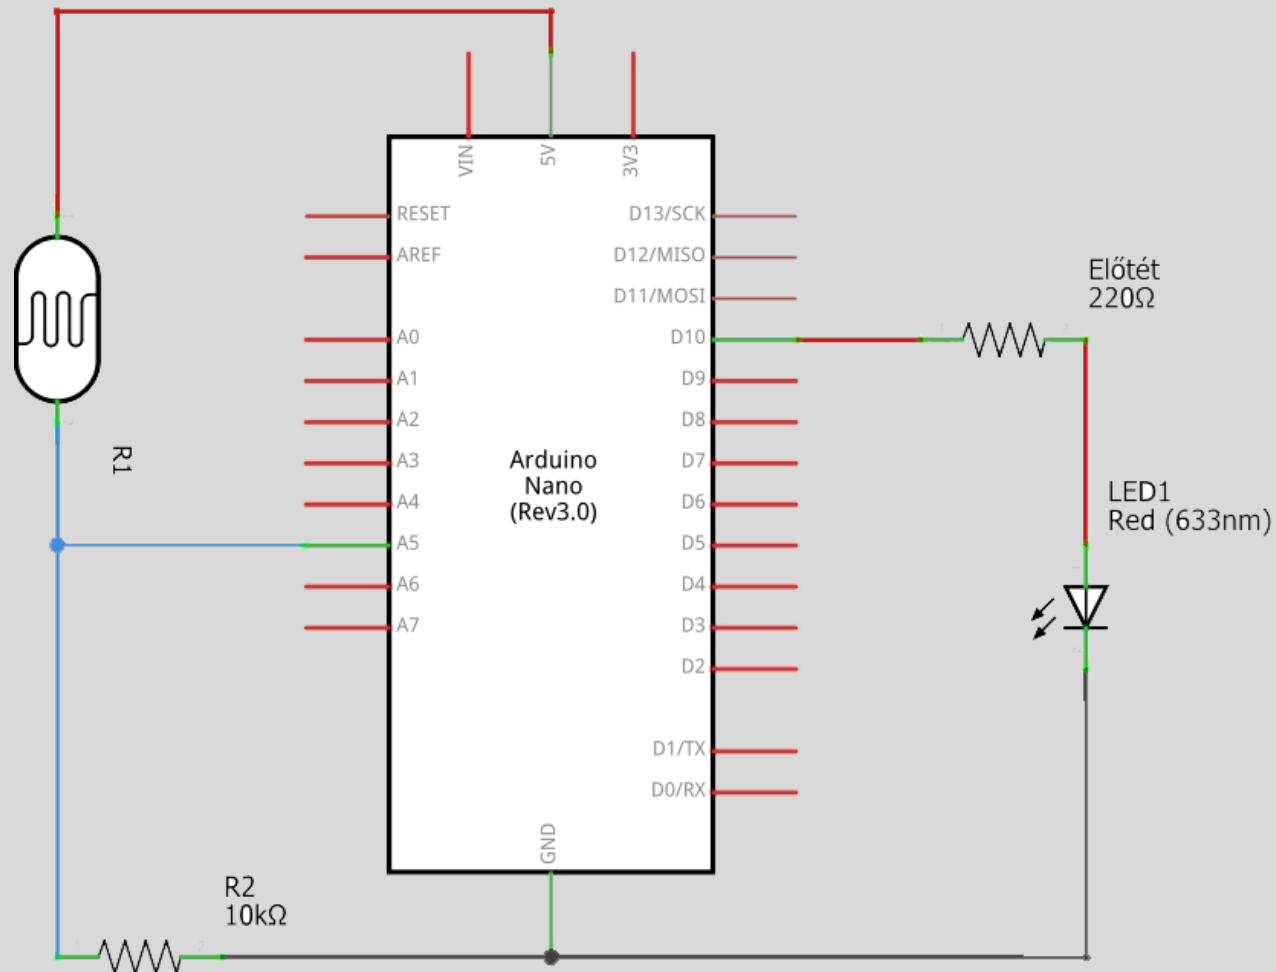 VIN
5V
3V3
RESET
AREF
A0
A1
A2
A3
A4
A5
A6
A7
Arduino
Nano
(Rev3.0)
D13/SCK
D12/MISO
D11/MOSI
D10
D9
D8
D7
D6
D5
D4
D3
D2
D1/TX
D0/RX
GND
R1
R2
10kΩ
Előtét
220Ω
LED1
Red (633nm)